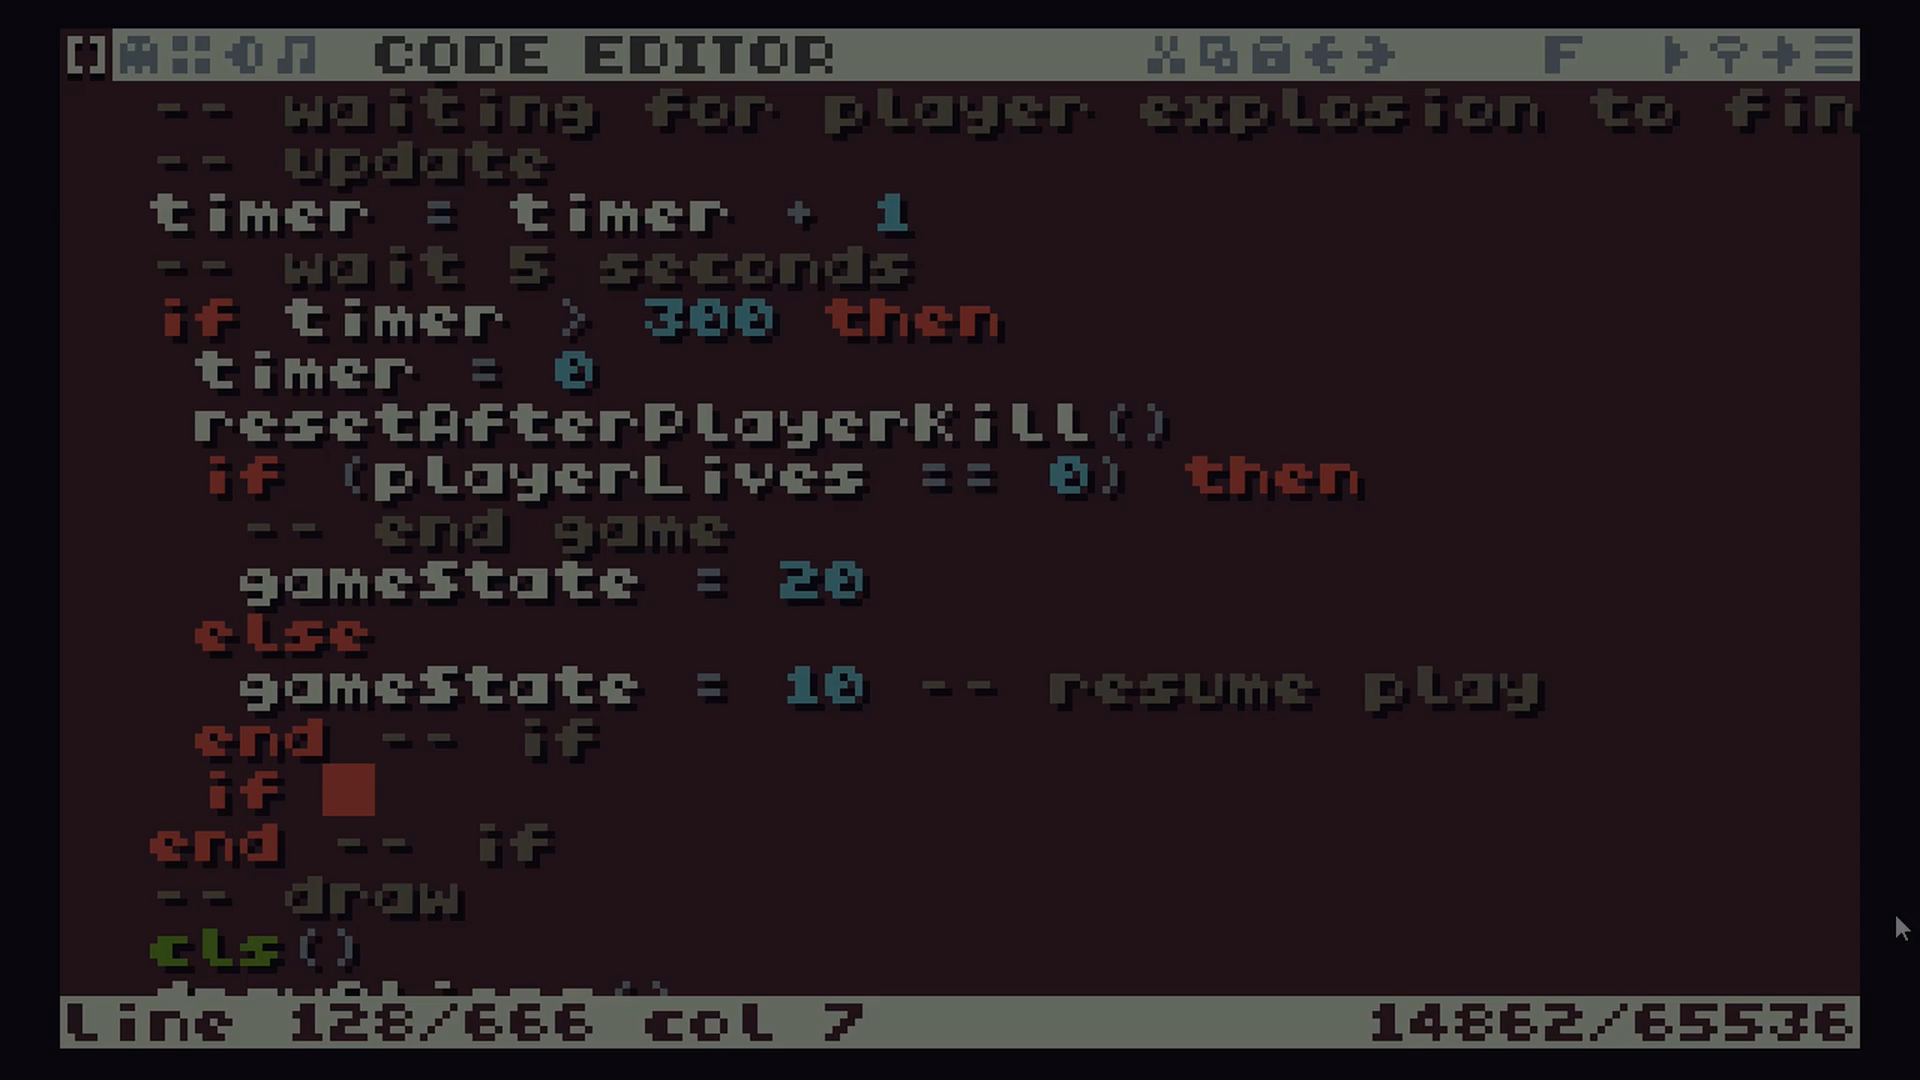 CODE EDITOR F
-- waiting for player explosion to fin
-- update
timer = timer + 1
-- wait 5 seconds
if timer > 300 then
timer = 0
resetAfterPlayerKill()
if (playerLives == 0) then
-- end game
gameState = 20
else
gameState = 10 -- resume play
end -- if
if
end -- if
-- draw
cls()
line 128/666 col 7 14862/65536